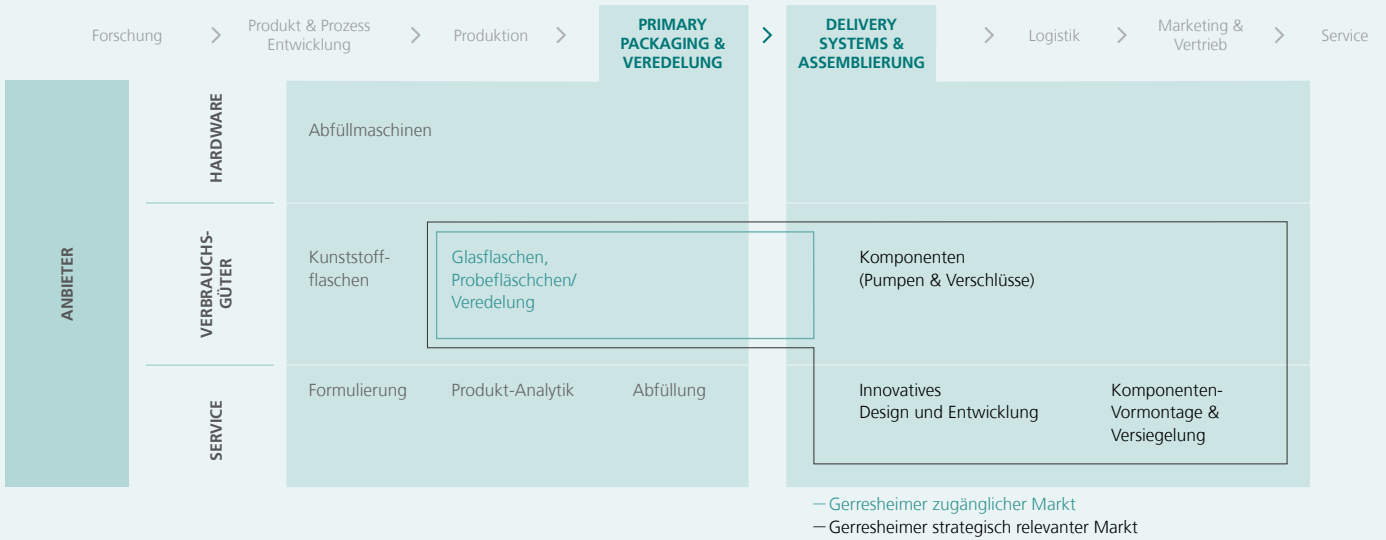 Forschung
Produkt & Prozess
Entwicklung
Produktion
PRIMARY
PACKAGING &
VEREDELUNG
DELIVERY
SYSTEMS &
ASSEMBLIERUNG
Logistik
Marketing &
Vertrieb
Service
ANBIETER
HARDWARE
Abfüllmaschinen
VERBRAUCHS-
GÜTER
Kunststoff-
flaschen
Glasflaschen,
Probefläschchen/
Veredelung
Komponenten
(Pumpen & Verschlüsse)
SERVICE
Formulierung
Produkt-Analytik
Abfüllung
Innovatives
Design und Entwicklung
Komponenten-
Vormontage &
Versiegelung
Gerresheimer zugänglicher Markt
Gerresheimer strategisch relevanter Markt